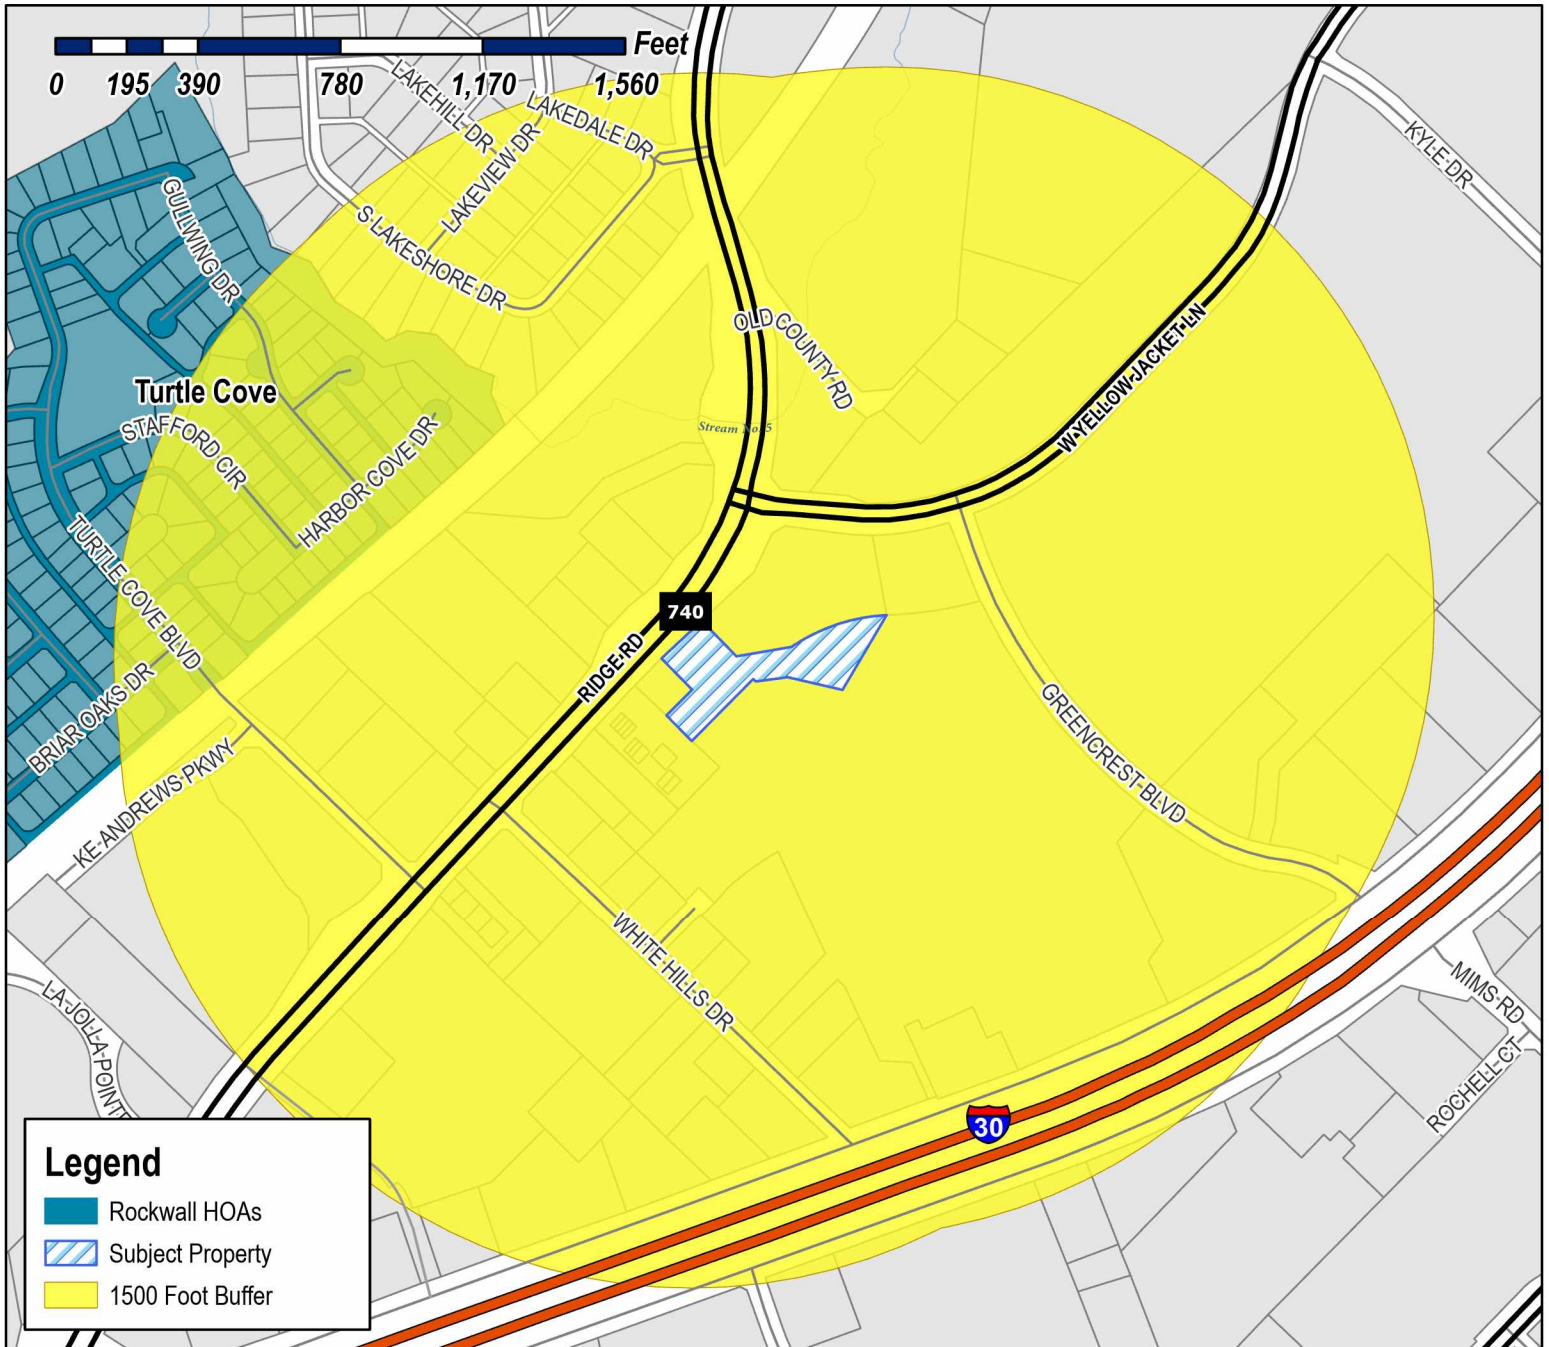 Feet
0 195 390 780 1,170 1,560
LAKEHILL DR
LAKEDALE DR
LAKEVIEW DR
KYLE DR
GULLWING DR
S LAKESHORE DR
OLD COUNTY RD
W YELLOW JACKET LN
Turtle Cove
STAFFORD CIR
HARBOR COVE DR
Stream No. 5
TURTLE COVE BLVD
740
RIDGE RD
BRIAR OAKS DR
GREENCREST BLVD
KE ANDREWS PKWY
WHITE HILLS DR
LA JOLLA POINTE
MIMS RD
ROCHELL CT
30
Legend
Rockwall HOAs
Subject Property
1500 Foot Buffer